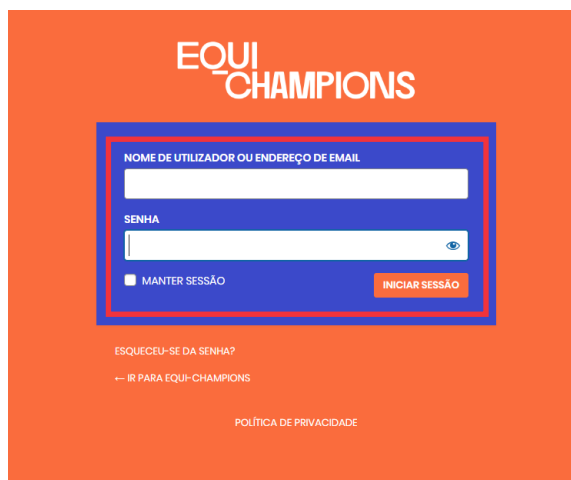 EQUI
CHAMPIONS
NOME DE UTILIZADOR OU ENDEREÇO DE EMAIL
SENHA
MANTER SESSÃO
INICIAR SESSÃO
ESQUECEU-SE DA SENHA?
← IR PARA EQUI-CHAMPIONS
POLÍTICA DE PRIVACIDADE